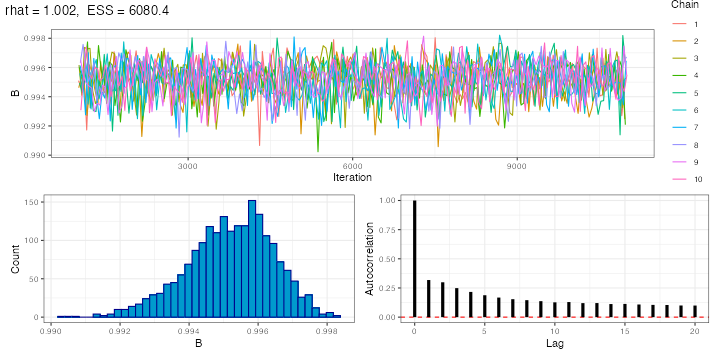 rhat = 1.002, ESS = 6080.4
Chain
1
2
3
4
5
6
7
8
9
10
B
0.998
0.996
0.994
0.992
0.990
3000 6000 9000
Iteration
Count
150
100
50
0
0.990 0.992 0.994 0.996 0.998
B
Autocorrelation
1.00
0.75
0.50
0.25
0.00
0 5 10 15 20
Lag